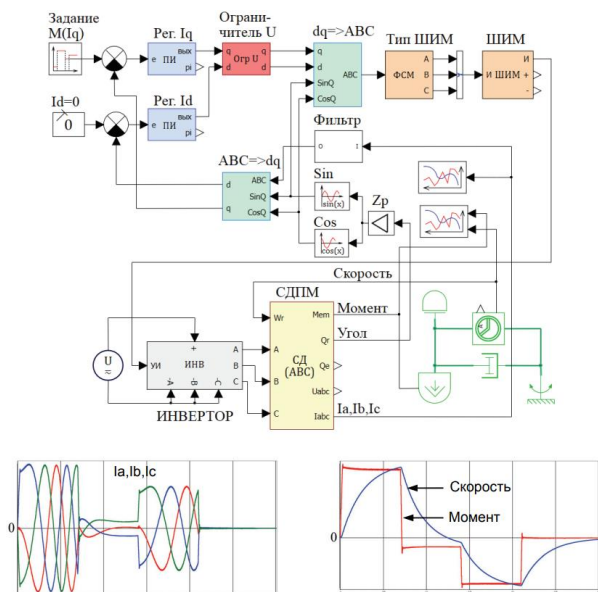 Задание
M(Iq)
Рег. Iq
Ограни-
читель U
dq=>ABC
Тип ШИМ
ШИМ
e ПИ вых
pi
q Огр U q
d d
q
d
SinQ
CosQ
ABC
ФСМ
A
B
C
И ШИМ И
+
-
Id=0
0
Рег. Id
e ПИ вых
pi
Фильтр
O I
ABC=>dq
d ABC
q SinQ
CosQ
Sin
sin(x)
Cos
cos(x)
Zp
Скорость
СДПМ
Момент
Угол
Wr Mem
Qr
Qe
Uabc
Iabc
A
B
C
СД
(ABC)
U
УИ ИНВ
+
A
B
C
A B C
ИНВЕРТОР
Ia,Ib,Ic
Ia,Ib,Ic
0
Скорость
Момент
0